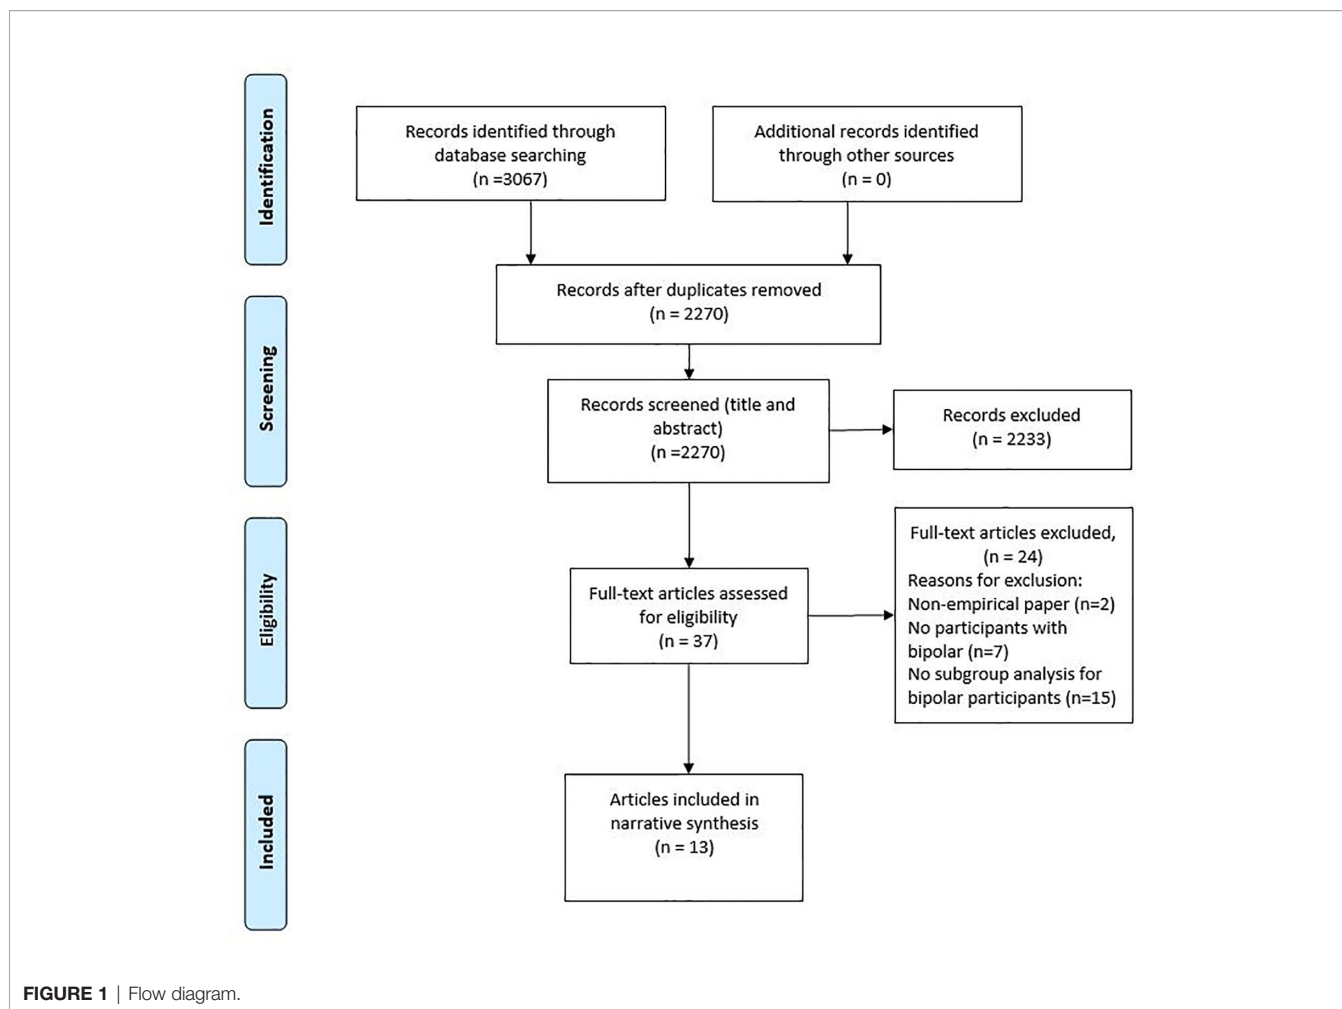 Identification
Records identified through
database searching
(n =3067)
Additional records identified
through other sources
(n = 0)
Records after duplicates removed
(n = 2270)
Screening
Records screened (title and
abstract)
(n =2270)
Records excluded
(n = 2233)
Eligibility
Full-text articles assessed
for eligibility
(n = 37)
Full-text articles excluded,
(n = 24)
Reasons for exclusion:
Non-empirical paper (n=2)
No participants with
bipolar (n=7)
No subgroup analysis for
bipolar participants (n=15)
Included
Articles included in
narrative synthesis
(n = 13)
FIGURE 1 | Flow diagram.